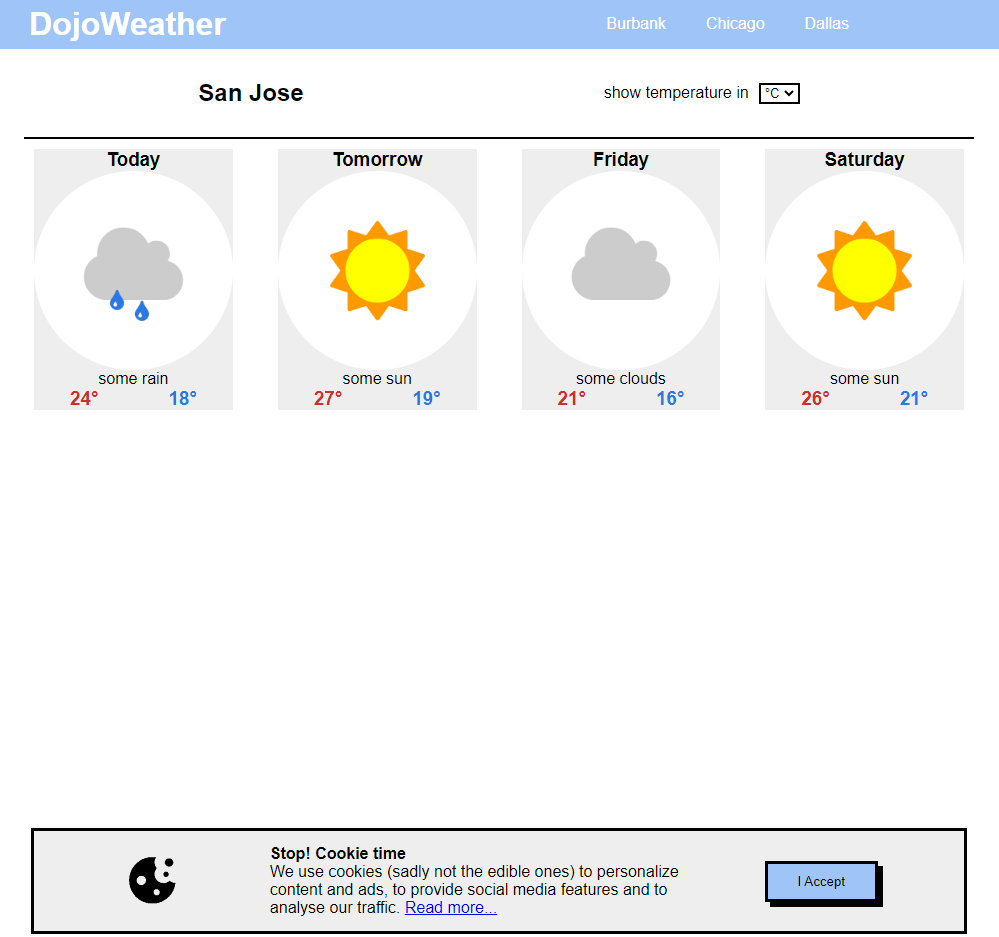 DojoWeather Burbank Chicago Dallas
San Jose show temperature in °C
Today Tomorrow Friday Saturday
some rain some sun some clouds some sun
24° 18° 27° 19° 21° 16° 26° 21°
Stop! Cookie time
We use cookies (sadly not the edible ones) to personalize
content and ads, to provide social media features and to
analyse our traffic. Read more...
I Accept